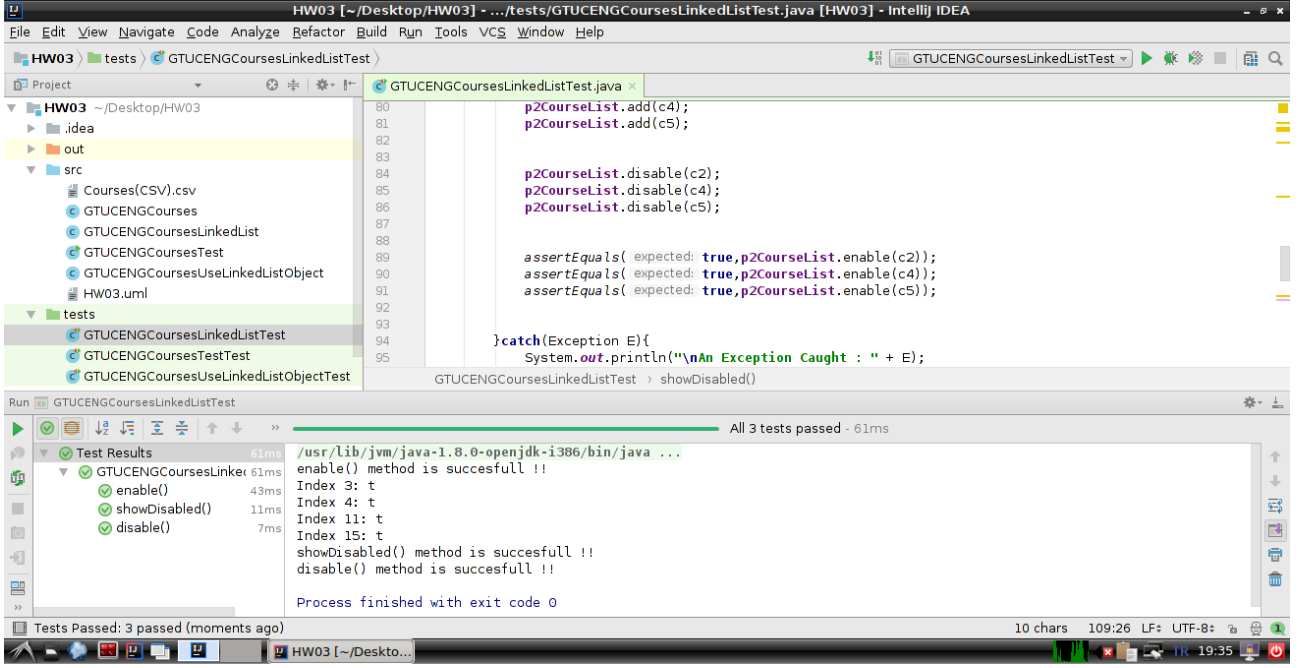 HW03 [~/Desktop/HW03] - .../tests/GTUCENGCoursesLinkedListTest.java [HW03] - IntelliJ IDEA
File Edit View Navigate Code Analyze Refactor Build Run Tools VCS Window Help
HW03 tests GTUCENGCoursesLinkedListTest GTUCENGCoursesLinkedListTest
Project
GTUCENGCoursesLinkedListTest.java
HW03 ~/Desktop/HW03
.idea
out
src
Courses(CSV).csv
GTUCENGCourses
GTUCENGCoursesLinkedList
GTUCENGCoursesTest
GTUCENGCoursesUseLinkedListObject
HW03.uml
tests
GTUCENGCoursesLinkedListTest
GTUCENGCoursesTestTest
GTUCENGCoursesUseLinkedListObjectTest
80 p2CourseList.add(c4);
81 p2CourseList.add(c5);
82
83
84 p2CourseList.disable(c2);
85 p2CourseList.disable(c4);
86 p2CourseList.disable(c5);
87
88
89 assertEquals( expected: true,p2CourseList.enable(c2));
90 assertEquals( expected: true,p2CourseList.enable(c4));
91 assertEquals( expected: true,p2CourseList.enable(c5));
92
93
94 }catch(Exception E){
95 System.out.println("\nAn Exception Caught : " + E);
GTUCENGCoursesLinkedListTest › showDisabled()
Run GTUCENGCoursesLinkedListTest
All 3 tests passed - 61ms
Test Results 61ms
GTUCENGCoursesLinkec 61ms
enable() 43ms
showDisabled() 11ms
disable() 7ms
/usr/lib/jvm/java-1.8.0-openjdk-i386/bin/java ...
enable() method is succesfull !!
Index 3: t
Index 4: t
Index 11: t
Index 15: t
showDisabled() method is succesfull !!
disable() method is succesfull !!
Process finished with exit code 0
Tests Passed: 3 passed (moments ago) 10 chars 109:26 LF UTF-8 1
HW03 [~/Deskto... TR 19:35